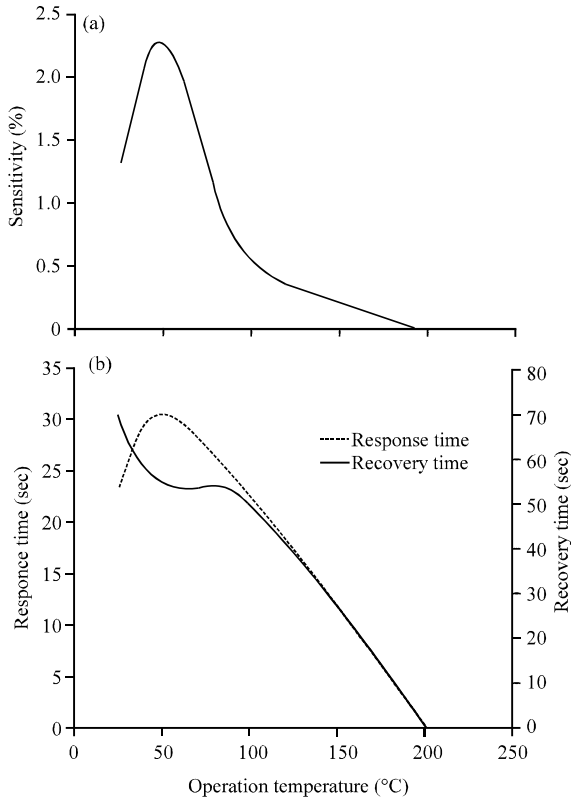 (a)
2.5
2.0
1.5
1.0
0.5
0
Sensitivity (%)
(b)
35
30
25
20
15
10
5
0
Responce time (sec)
80
70
60
50
40
30
20
10
0
Recovery time (sec)
Response time
Recovery time
0 50 100 150 200 250
Operation temperature (°C)